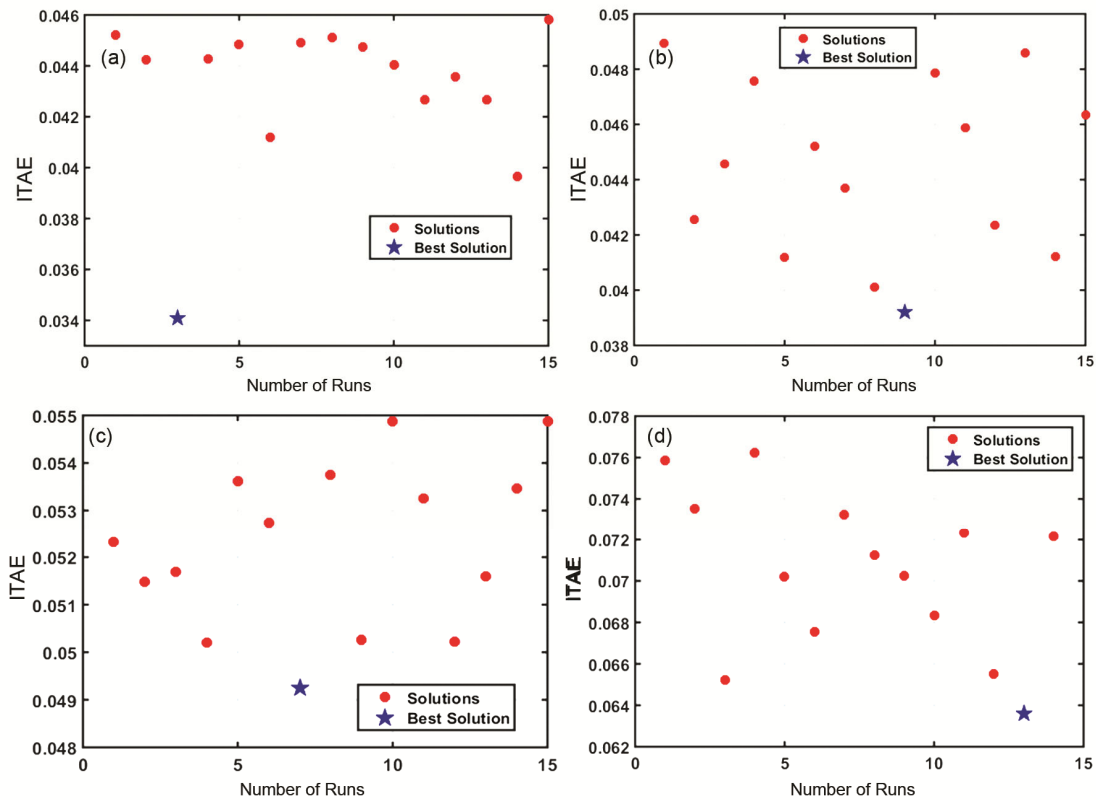 0.046
0.044
0.042
0.04
0.038
0.036
0.034
(a)
ITAE
Solutions
Best Solution
0 5 10 15
Number of Runs
0.05
0.048
0.046
0.044
0.042
0.04
0.038
(b)
ITAE
Solutions
Best Solution
0 5 10 15
Number of Runs
0.055
0.054
0.053
0.052
0.051
0.05
0.049
0.048
(c)
ITAE
Solutions
Best Solution
0 5 10 15
Number of Runs
0.078
0.076
0.074
0.072
0.07
0.068
0.066
0.064
0.062
(d)
ITAE
Solutions
Best Solution
0 5 10 15
Number of Runs